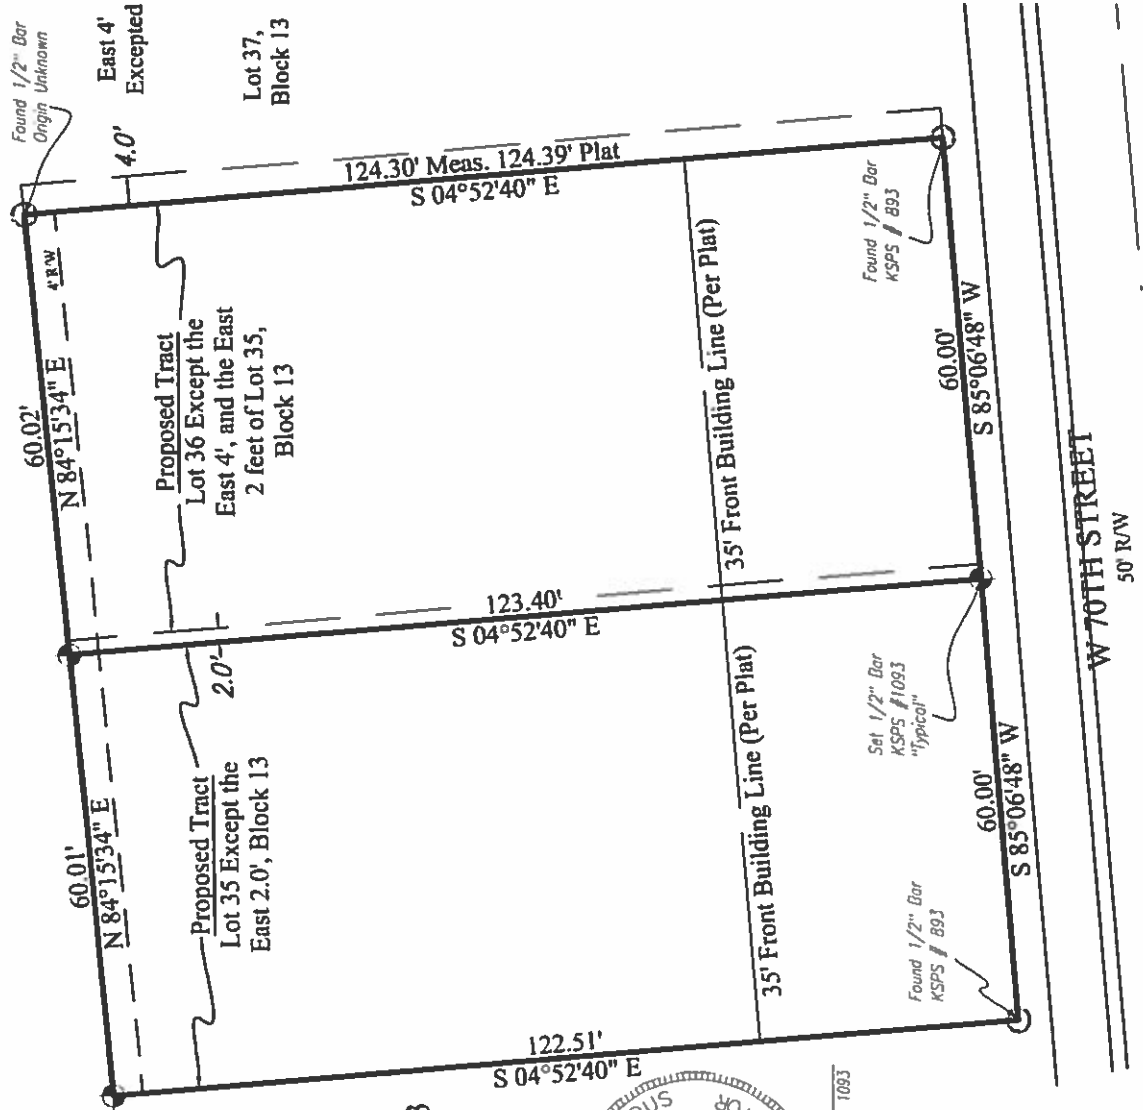 Found 1/2" Bar
Origin Unknown
East 4'
Excepted
Lot 37,
Block 13
4.0'
124.30' Meas. 124.39' Plat
S 04°52'40" E
60.02'
N 84°15'34" E
4' R/W
Proposed Tract
Lot 36 Except the
East 4', and the East
2 feet of Lot 35,
Block 13
35' Front Building Line (Per Plat)
Found 1/2" Bar
KSPS # 893
60.00'
S 85°06'48" W
123.40'
S 04°52'40" E
2.0'
60.01'
N 84°15'34" E
Proposed Tract
Lot 35 Except the
East 2.0', Block 13
35' Front Building Line (Per Plat)
Set 1/2" Bar
KSPS #1093
"Typical"
60.00'
S 85°06'48" W
Found 1/2" Bar
KSPS # 893
122.51'
S 04°52'40" E
W 70TH STREET
50' R/W
1093